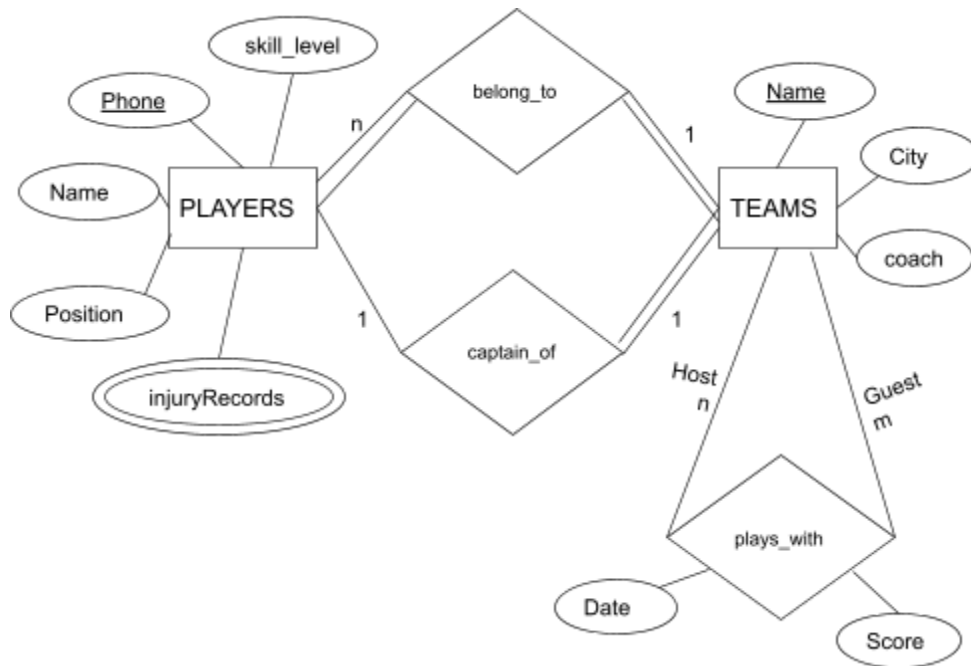 skill_level
belong_to
Phone
Name
n
1
City
Name
PLAYERS
TEAMS
coach
Position
1
captain_of
1
injuryRecords
Host
n
Guest
m
plays_with
Date
Score